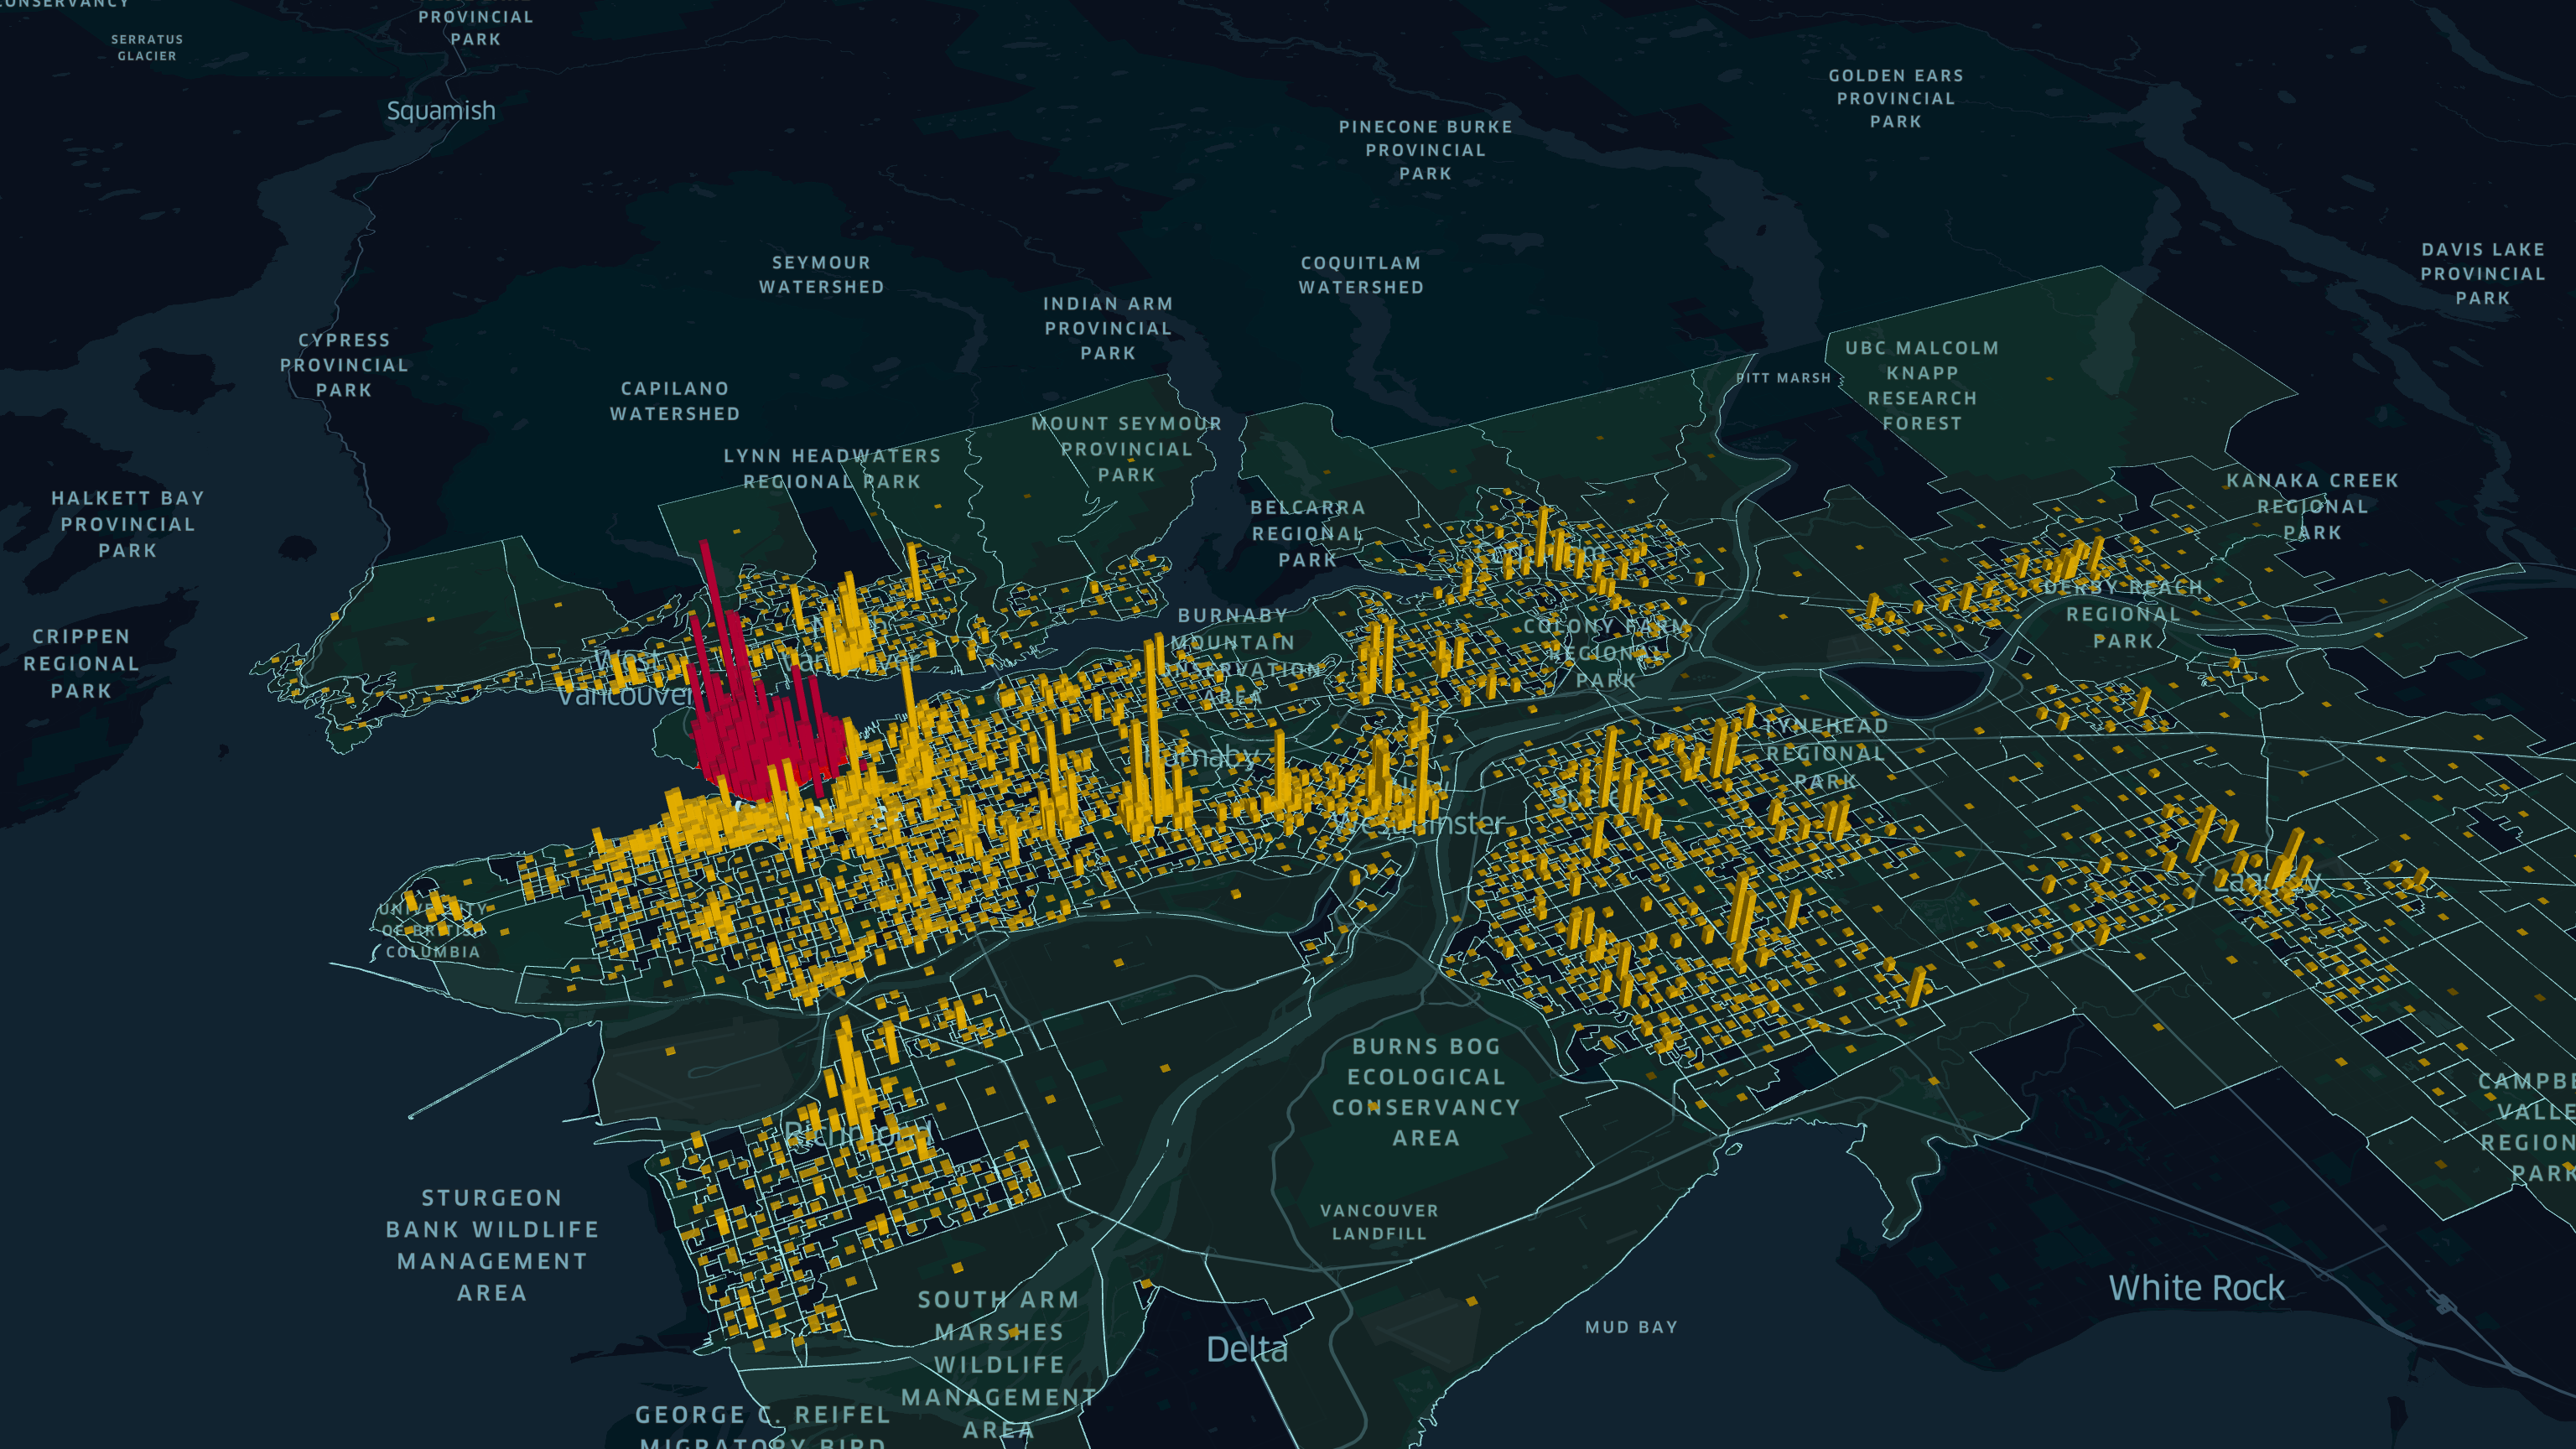 CONSERVANCY
PROVINCIAL
PARK
SERRATUS
GLACIER
Squamish
GOLDEN EARS
PROVINCIAL
PARK
PINECONE BURKE
PROVINCIAL
PARK
SEYMOUR
WATERSHED
COQUITLAM
WATERSHED
DAVIS LAKE
PROVINCIAL
PARK
INDIAN ARM
PROVINCIAL
PARK
CYPRESS
PROVINCIAL
PARK
UBC MALCOLM
KNAPP
RESEARCH
FOREST
PITT MARSH
CAPILANO
WATERSHED
MOUNT SEYMOUR
PROVINCIAL
PARK
LYNN HEADWATERS
REGIONAL PARK
HALKETT BAY
PROVINCIAL
PARK
BELCARRA
REGIONAL
PARK
KANAKA CREEK
REGIONAL
PARK
DERBY REACH
REGIONAL
PARK
CRIPPEN
REGIONAL
PARK
BURNABY
MOUNTAIN
CONSERVATION
AREA
COLONY FARM
REGIONAL
PARK
West
Vancouver
Vancouver
Burnaby
TYNEHEAD
REGIONAL
PARK
Westminster
Langley
UNIVERSITY
OF BRITISH
COLUMBIA
Richmond
BURNS BOG
ECOLOGICAL
CONSERVANCY
AREA
STURGEON
BANK WILDLIFE
MANAGEMENT
AREA
VANCOUVER
LANDFILL
SOUTH ARM
MARSHES
WILDLIFE
MANAGEMENT
AREA
Delta
MUD BAY
White Rock
CAMPBE
VALLE
REGION
PARK
GEORGE C. REIFEL
MIGRATORY BIRD